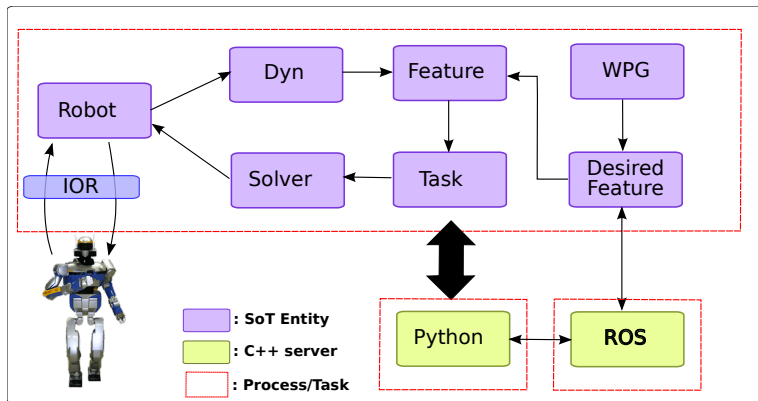 Dyn
Feature
WPG
Robot
Solver
Task
Desired
Feature
IOR
: SoT Entity
: C++ server
: Process/Task
Python
ROS